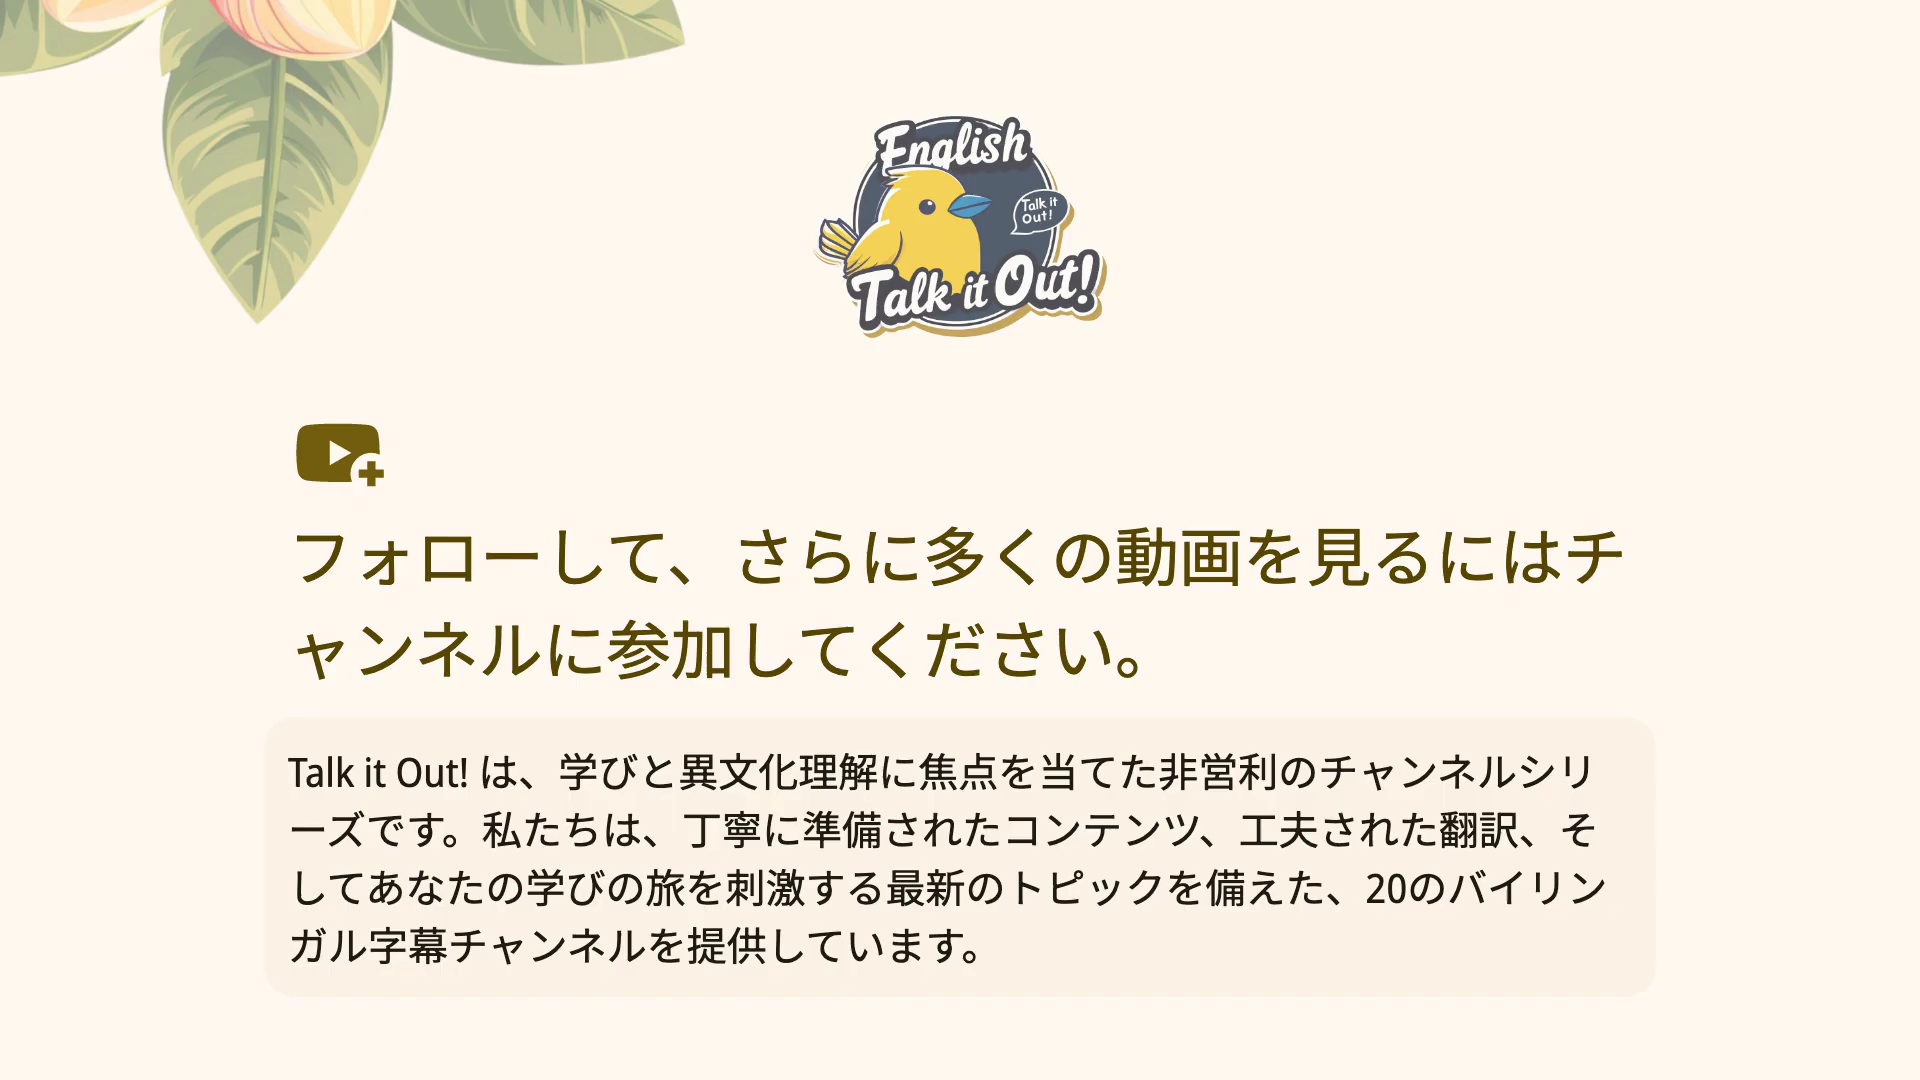 English
Talk it
Out!
Talk it Out!
フォローして、さらに多くの動画を見るにはチ
ャンネルに参加してください。
Talk it Out! は、学びと異文化理解に焦点を当てた非営利のチャンネルシリ
ーズです。私たちは、丁寧に準備されたコンテンツ、工夫された翻訳、そ
してあなたの学びの旅を刺激する最新のトピックを備えた、20のバイリン
ガル字幕チャンネルを提供しています。